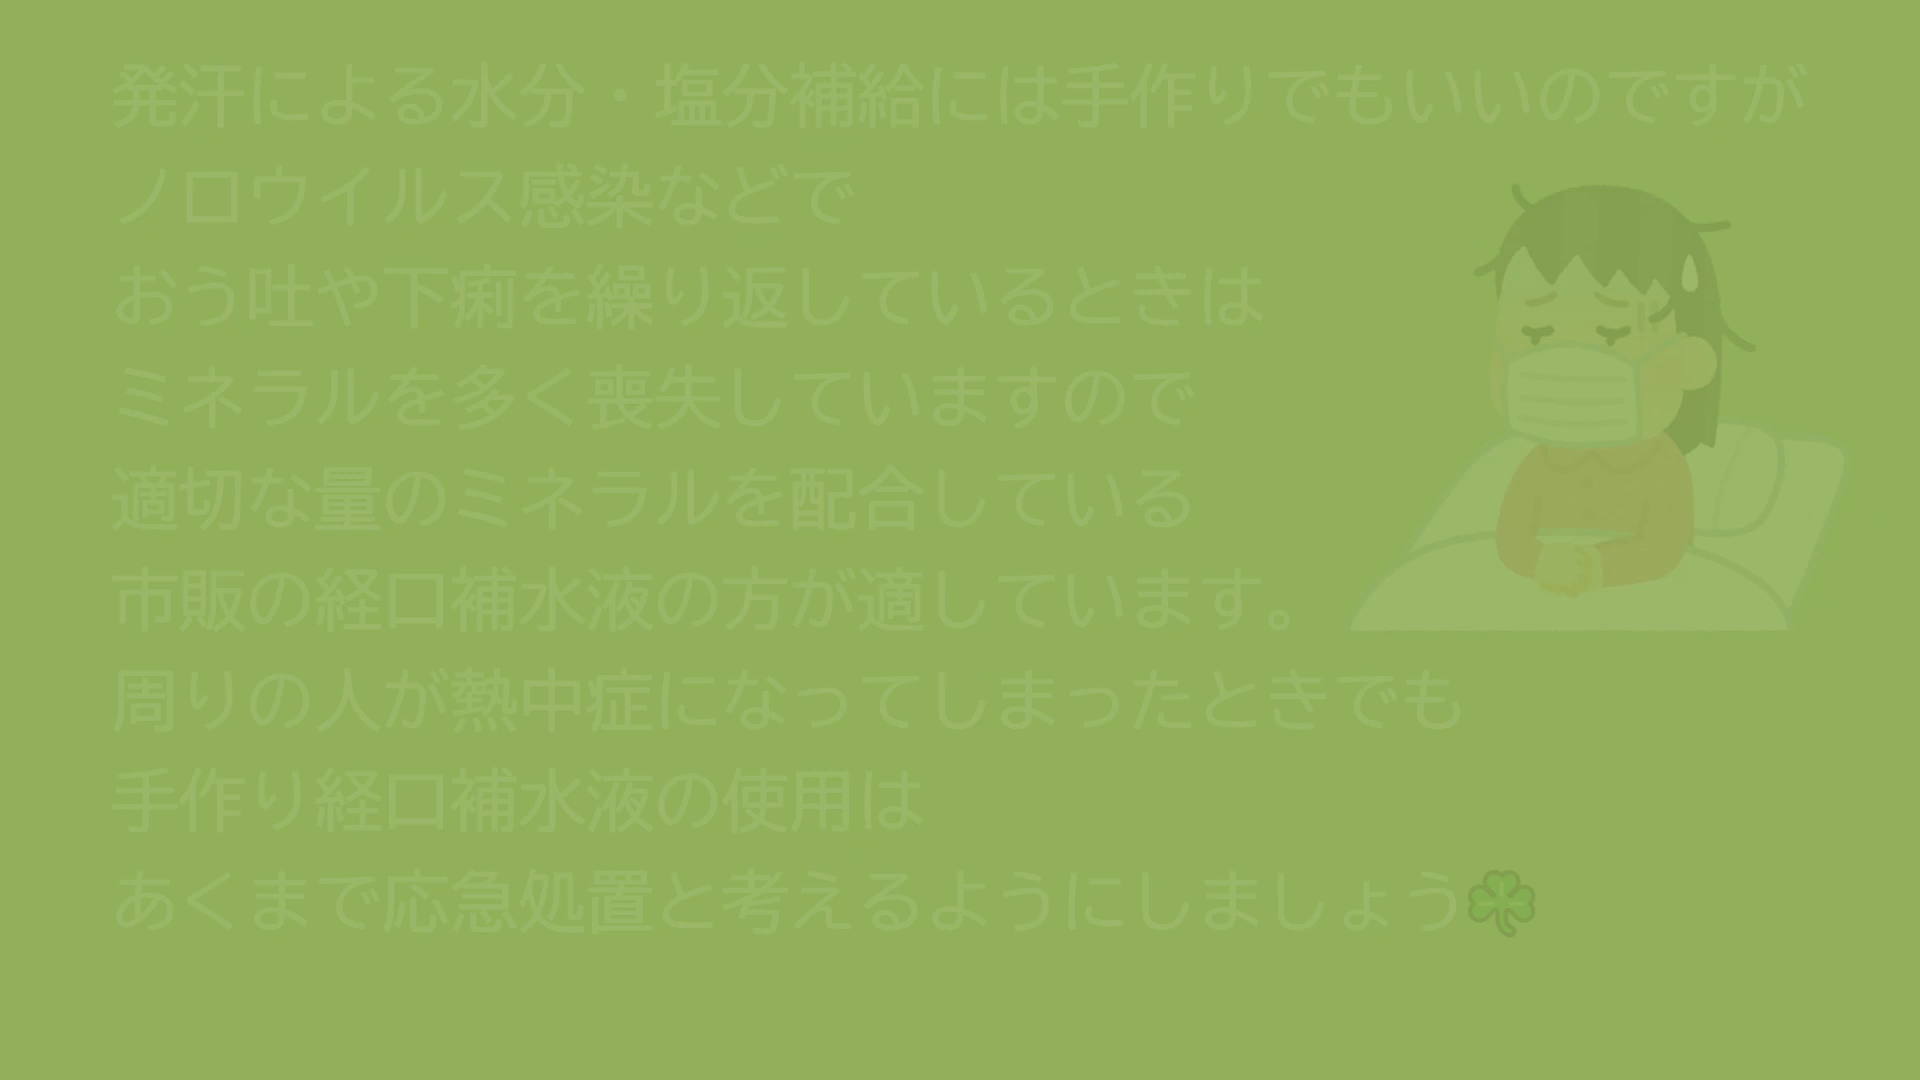 発汗による水分・塩分補給には手作りでもいいのですが
ノロウイルス感染などで
おう吐や下痢を繰り返しているときは
ミネラルを多く喪失していますので
適切な量のミネラルを配合している
市販の経口補水液の方が適しています。
周りの人が熱中症になってしまったときでも
手作り経口補水液の使用は
あくまで応急処置と考えるようにしましょう☘